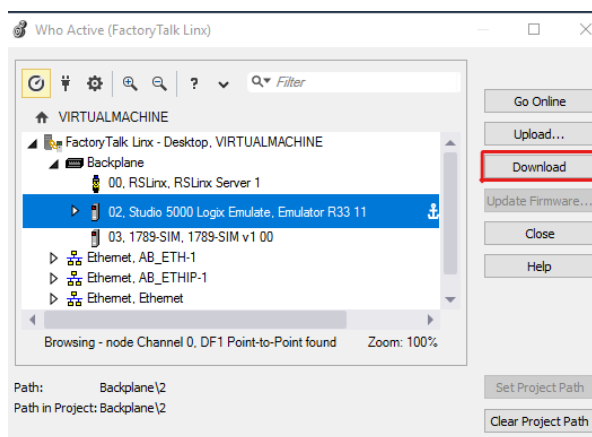 Who Active (FactoryTalk Linx)
? Filter
VIRTUALMACHINE
FactoryTalk Linx - Desktop, VIRTUALMACHINE
Backplane
00, RSLinx, RSLinx Server 1
02, Studio 5000 Logix Emulate, Emulator R33 11
03, 1789-SIM, 1789-SIM v1 00
Ethernet, AB_ETH-1
Ethernet, AB_ETHIP-1
Ethernet, Ethernet
Browsing - node Channel 0, DF1 Point-to-Point found Zoom: 100%
Path: Backplane\2
Path in Project: Backplane\2
Go Online
Upload...
Download
Update Firmware...
Close
Help
Set Project Path
Clear Project Path